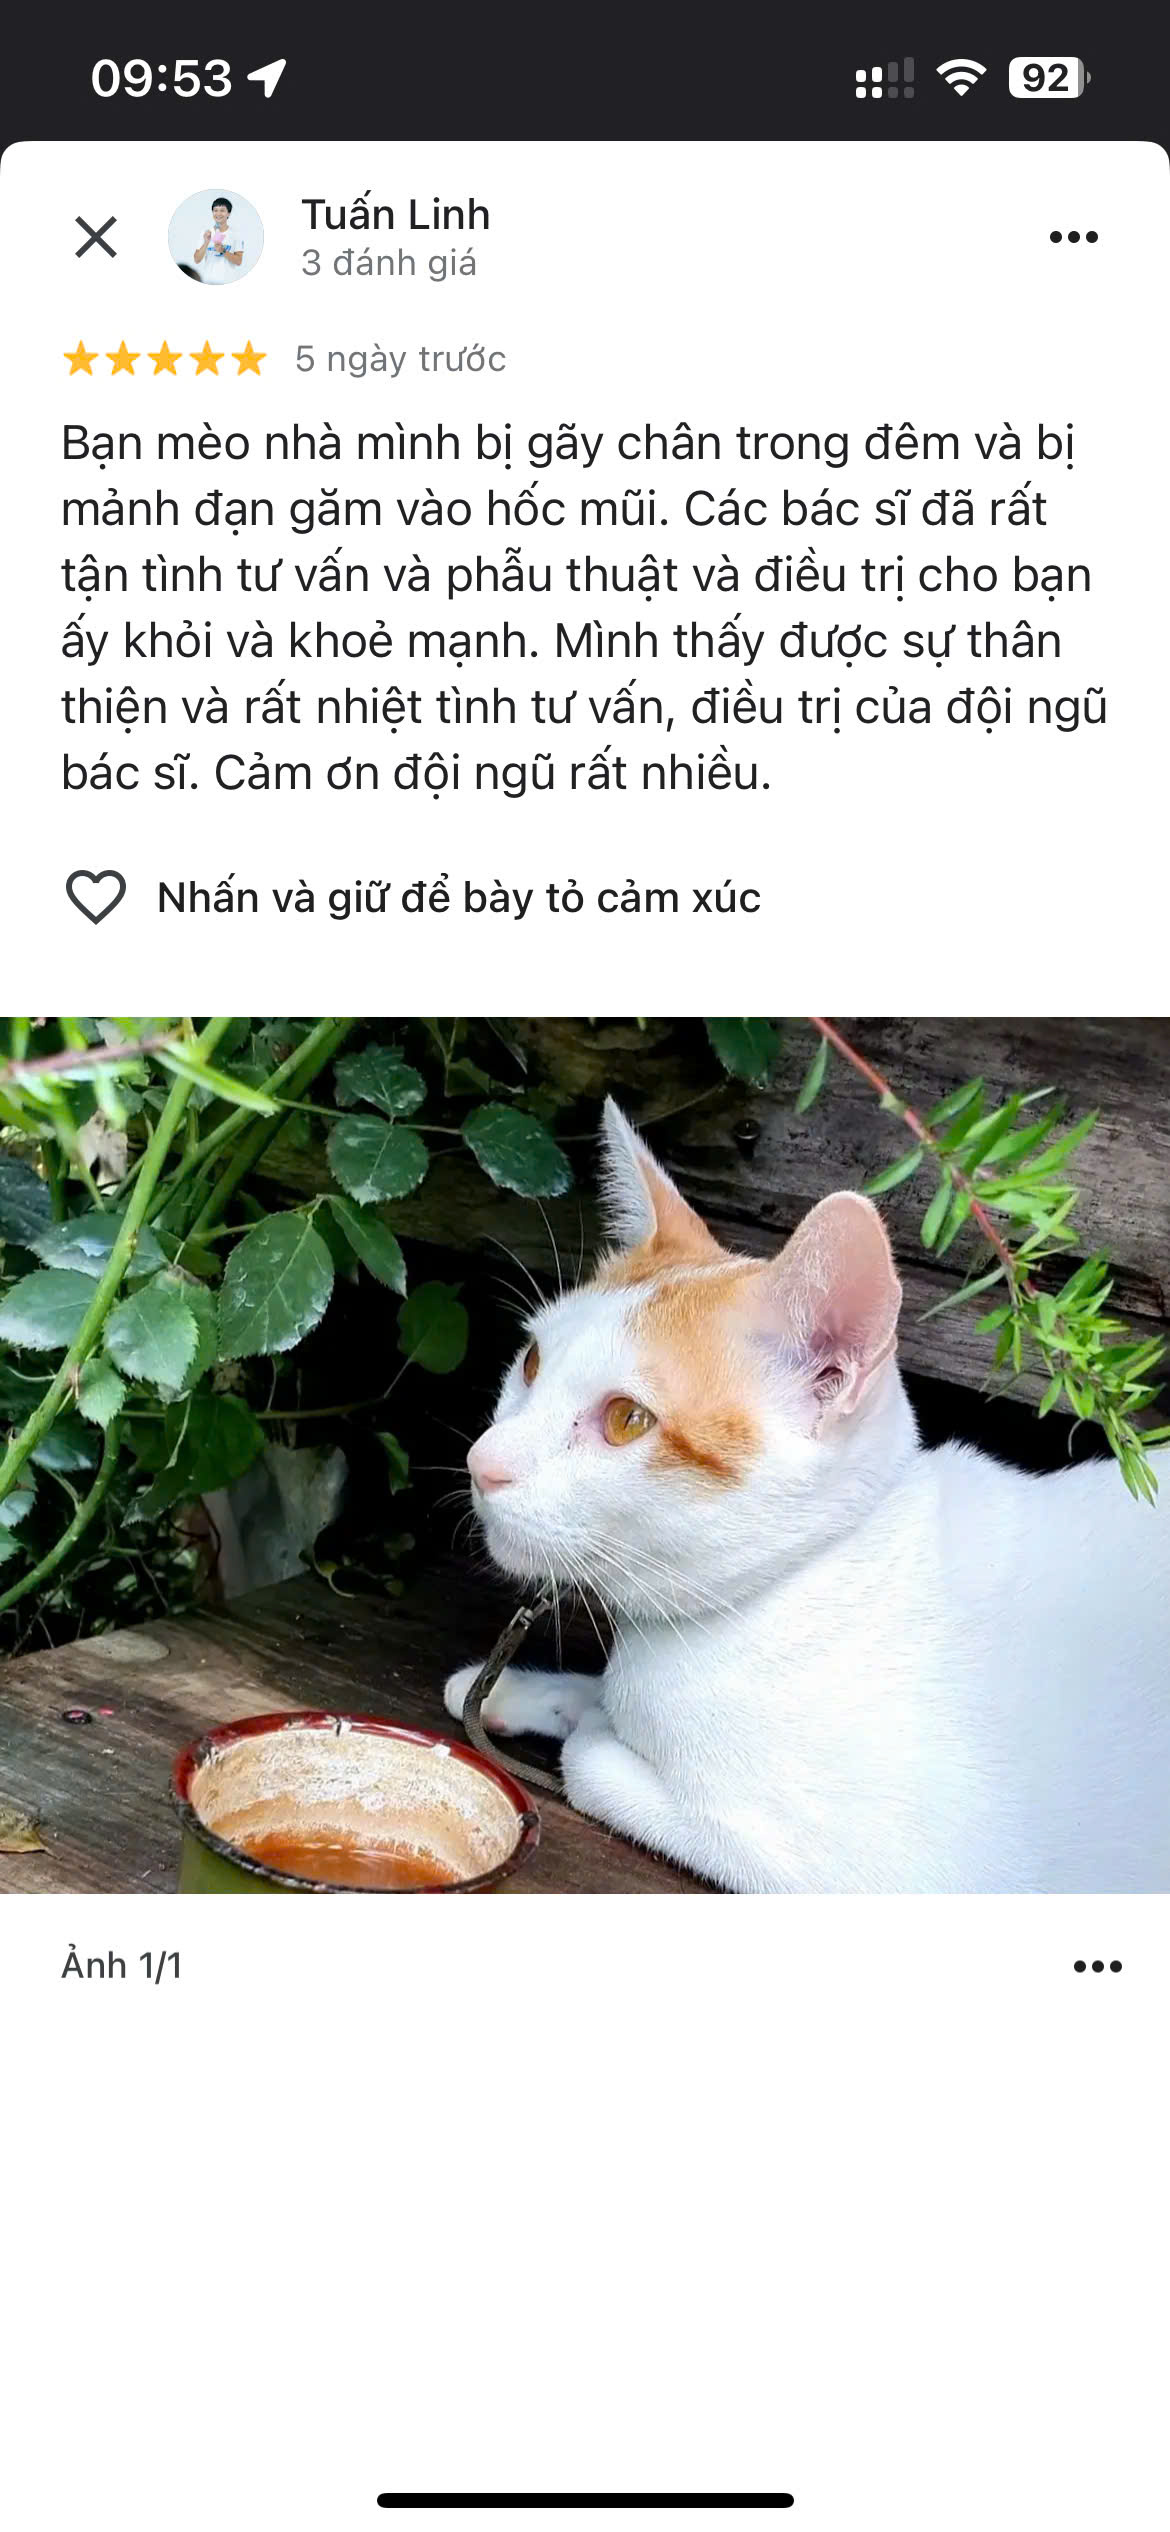 09:53
92
Tuấn Linh
3 đánh giá
5 ngày trước
Bạn mèo nhà mình bị gãy chân trong đêm và bị
mảnh đạn găm vào hốc mũi. Các bác sĩ đã rất
tận tình tư vấn và phẫu thuật và điều trị cho bạn
ấy khỏi và khoẻ mạnh. Mình thấy được sự thân
thiện và rất nhiệt tình tư vấn, điều trị của đội ngũ
bác sĩ. Cảm ơn đội ngũ rất nhiều.
Nhấn và giữ để bày tỏ cảm xúc
Ảnh 1/1